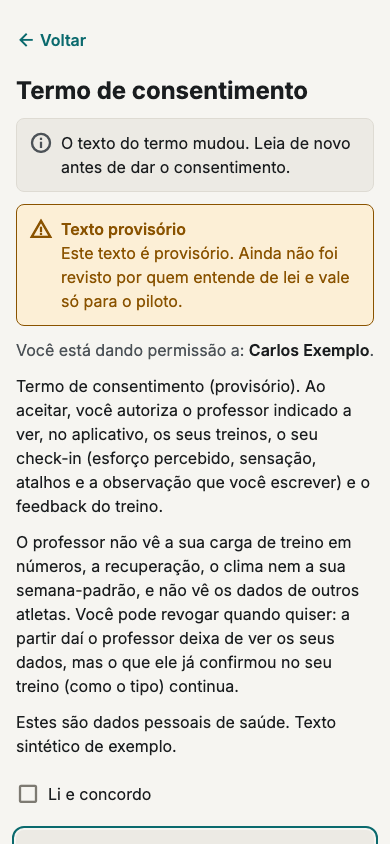 Voltar
Termo de consentimento
O texto do termo mudou. Leia de novo
antes de dar o consentimento.
Texto provisório
Este texto é provisório. Ainda não foi
revisto por quem entende de lei e vale
só para o piloto.
Você está dando permissão a: Carlos Exemplo.
Termo de consentimento (provisório). Ao
aceitar, você autoriza o professor indicado a
ver, no aplicativo, os seus treinos, o seu
check-in (esforço percebido, sensação,
atalhos e a observação que você escrever) e o
feedback do treino.
O professor não vê a sua carga de treino em
números, a recuperação, o clima nem a sua
semana-padrão, e não vê os dados de outros
atletas. Você pode revogar quando quiser: a
partir daí o professor deixa de ver os seus
dados, mas o que ele já confirmou no seu
treino (como o tipo) continua.
Estes são dados pessoais de saúde. Texto
sintético de exemplo.
Li e concordo